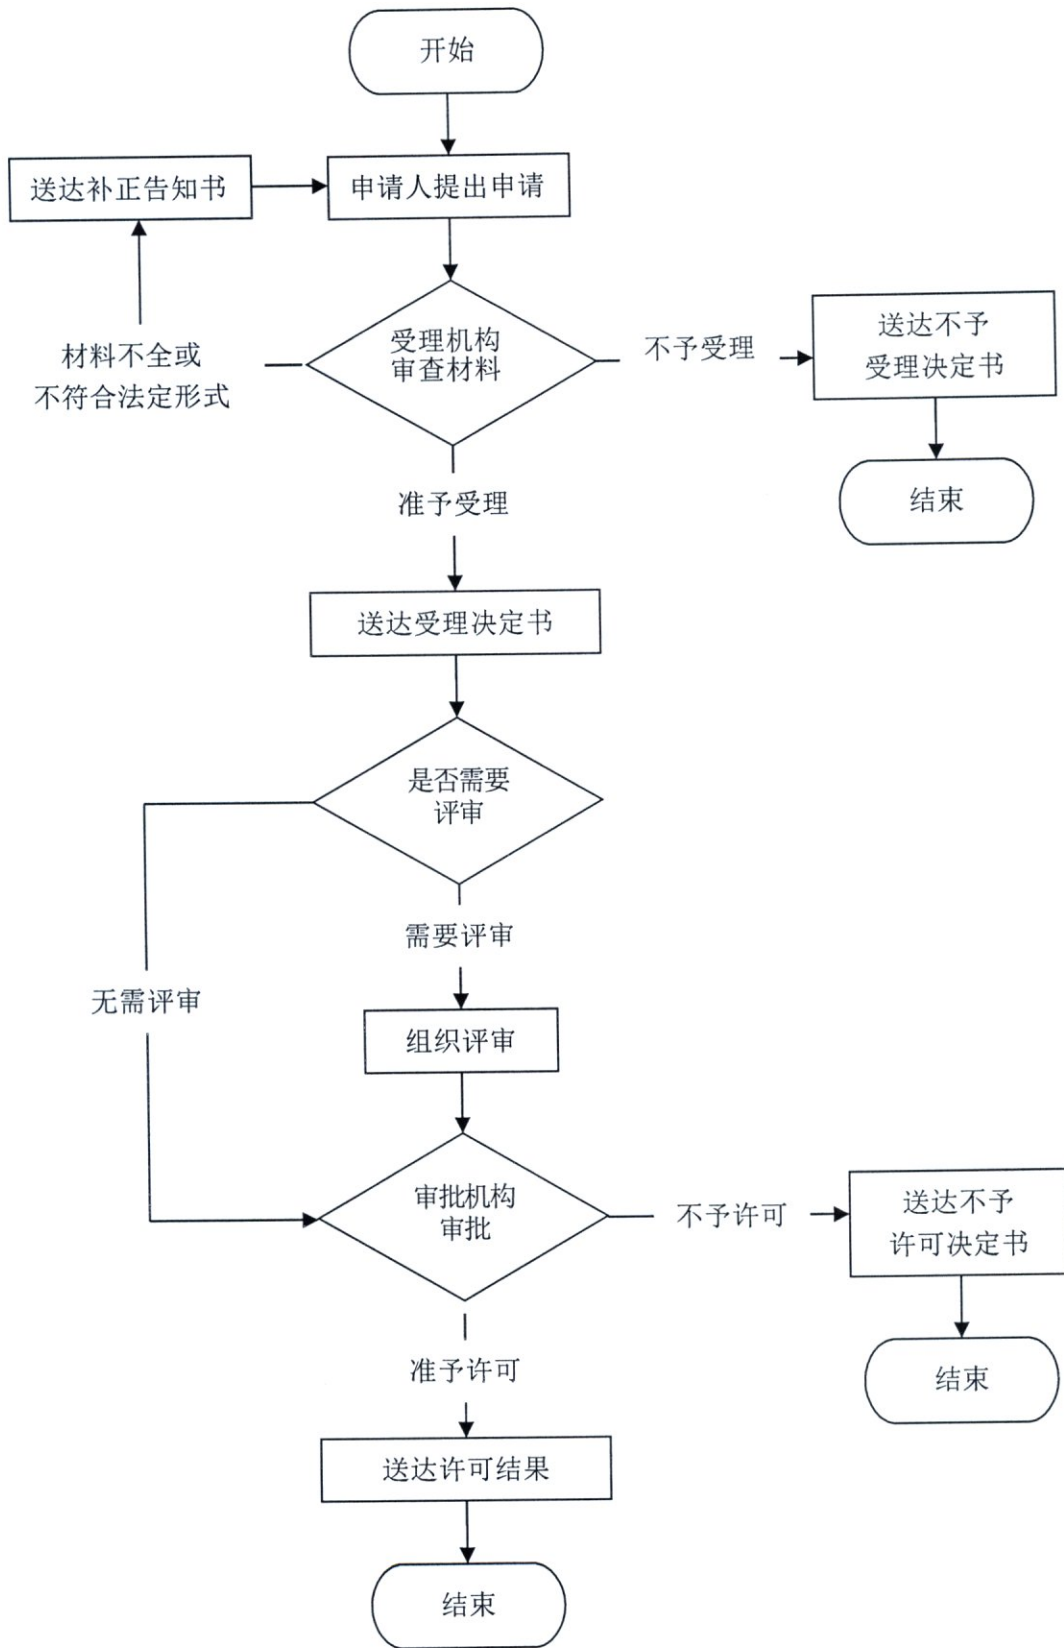 开始
送达补正告知书
申请人提出申请
受理机构
审查材料
材料不全或
不符合法定形式
不予受理
送达不予
受理决定书
结束
准予受理
送达受理决定书
是否需要
评审
需要评审
无需评审
组织评审
审批机构
审批
不予许可
送达不予
许可决定书
结束
准予许可
送达许可结果
结束